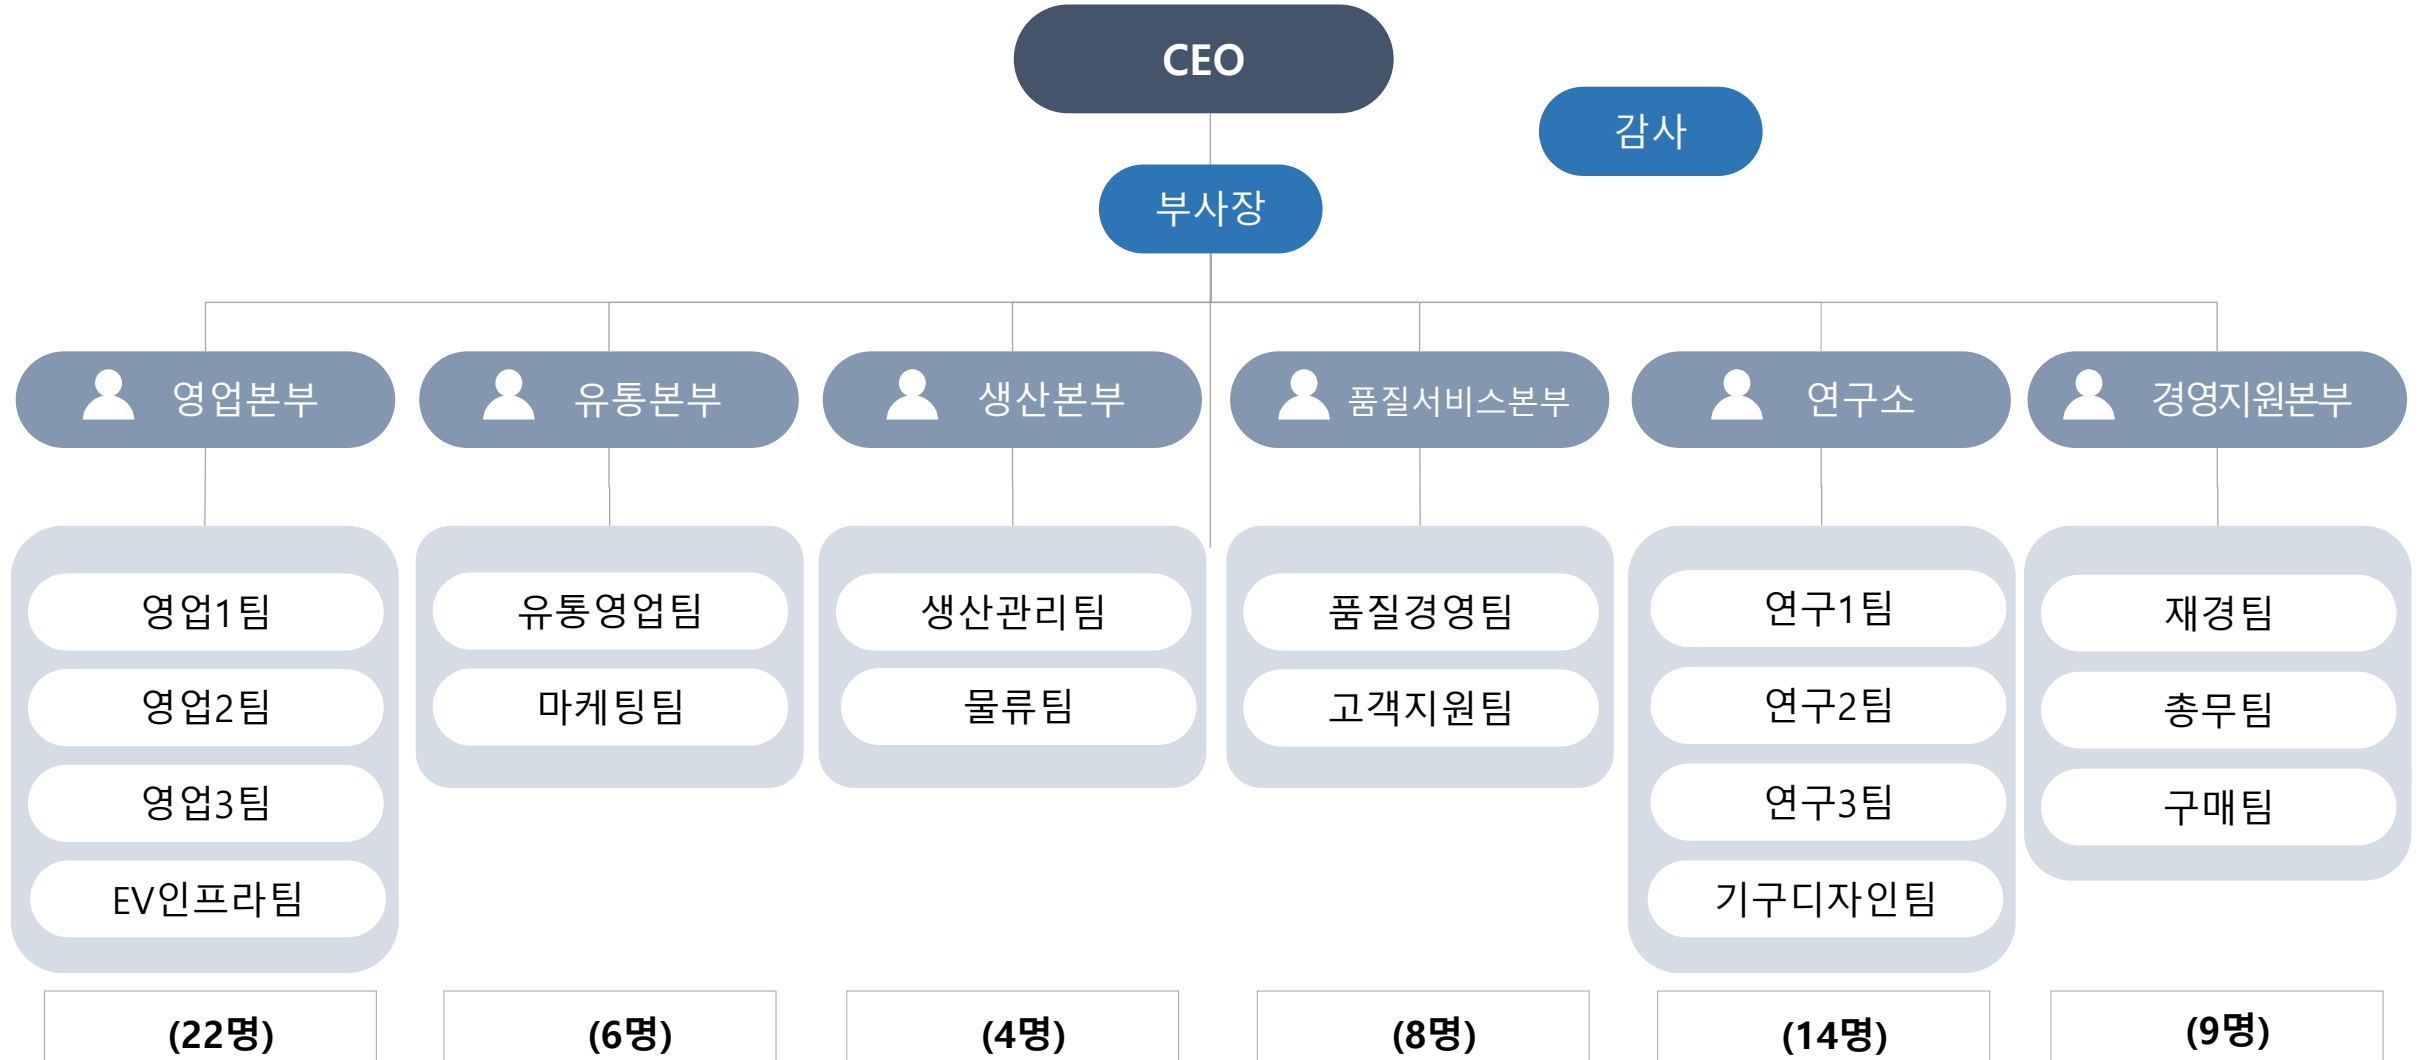 CEO
감사
부사장
영업본부
유통본부
생산본부
품질서비스본부
연구소
경영지원본부
영업1팀
영업2팀
영업3팀
EV인프라팀
유통영업팀
마케팅팀
생산관리팀
물류팀
품질경영팀
고객지원팀
연구1팀
연구2팀
연구3팀
기구디자인팀
재경팀
총무팀
구매팀
(22명)
(6명)
(4명)
(8명)
(14명)
(9명)